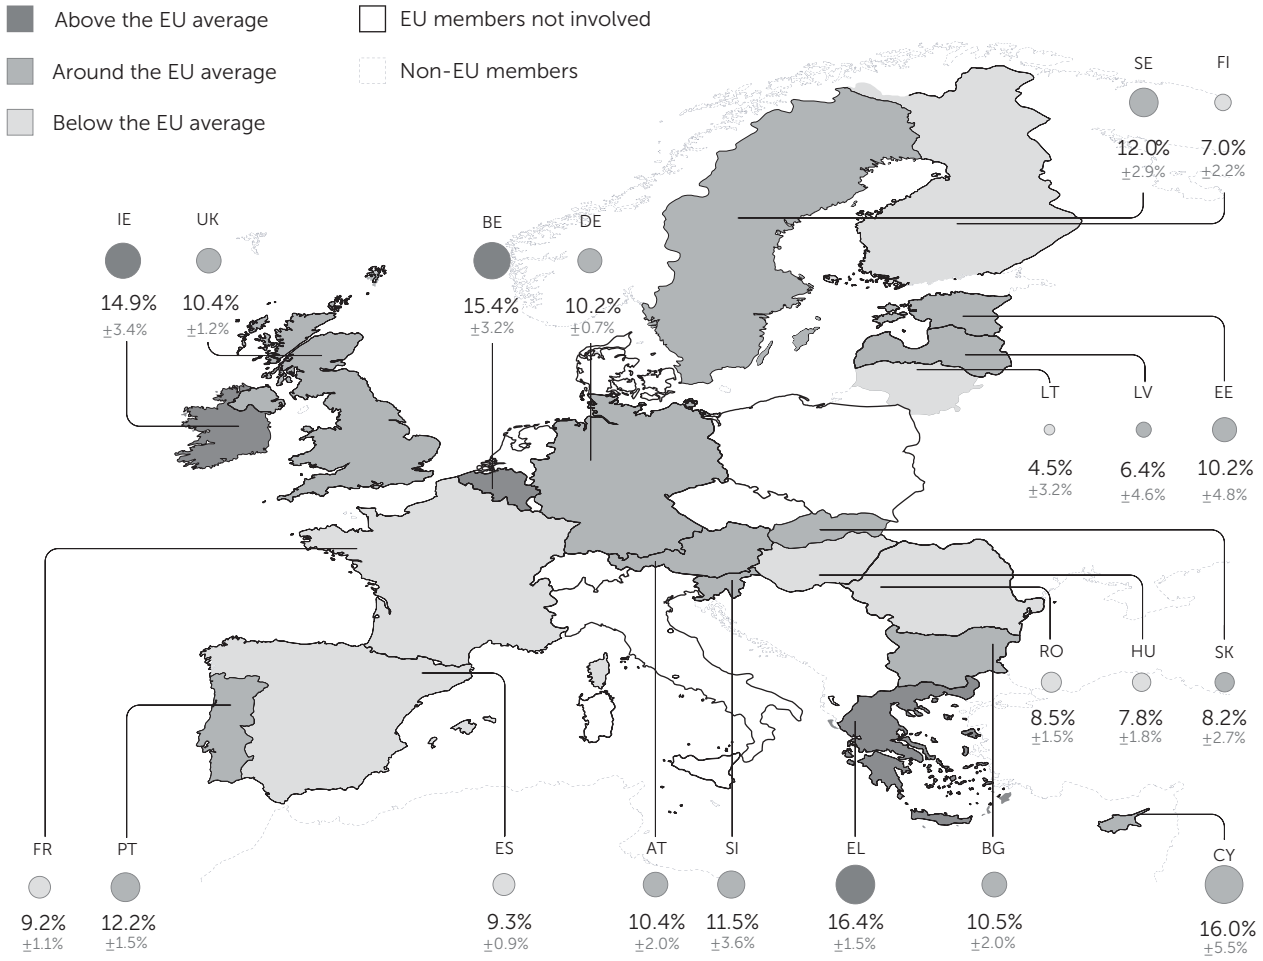 Above the EU average
EU members not involved
Around the EU average
Non-EU members
Below the EU average
SE
FI
12.0%
7.0%
±2.9%
±2.2%
IE
UK
BE
DE
14.9%
10.4%
15.4%
10.2%
±3.4%
±1.2%
±3.2%
±0.7%
LT
LV
EE
4.5%
6.4%
10.2%
±3.2%
±4.6%
±4.8%
RO
HU
SK
8.5%
7.8%
8.2%
±1.5%
±1.8%
±2.7%
FR
PT
ES
AT
SI
EL
BG
CY
9.2%
12.2%
9.3%
10.4%
11.5%
16.4%
10.5%
16.0%
±1.1%
±1.5%
±0.9%
±2.0%
±3.6%
±1.5%
±2.0%
±5.5%